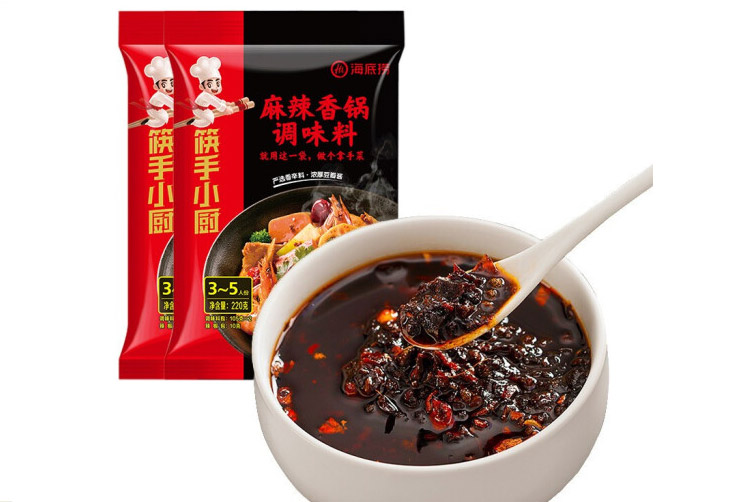 海底捞
麻辣香锅
调味料
就用这一袋，做个拿手菜
严选香辛料·浓厚豆瓣酱
筷手小厨
筷手小厨
3~5人份
净含量：220克